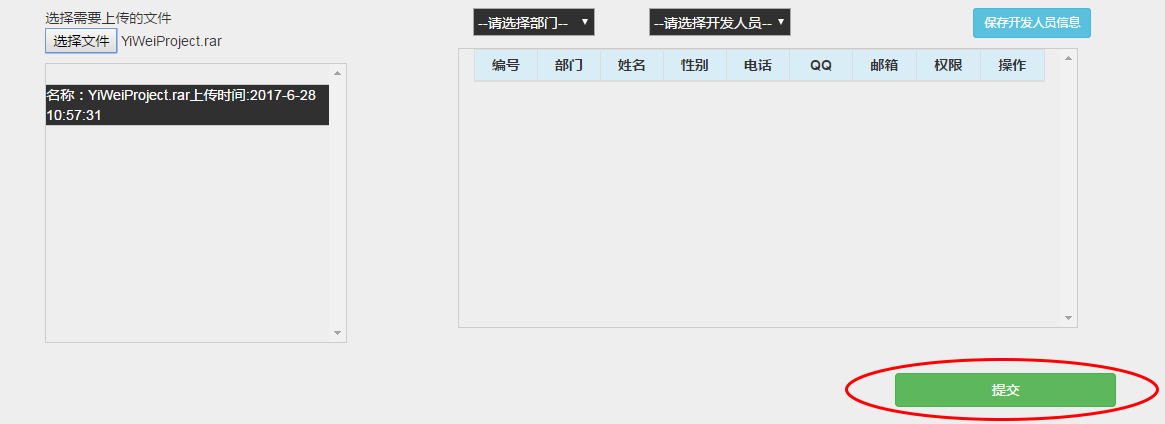 选择需要上传的文件
选择文件 YiWeiProject.rar
名称：YiWeiProject.rar上传时间:2017-6-28
10:57:31
--请选择部门-- --请选择开发人员-- 保存开发人员信息
编号 部门 姓名 性别 电话 QQ 邮箱 权限 操作
提交